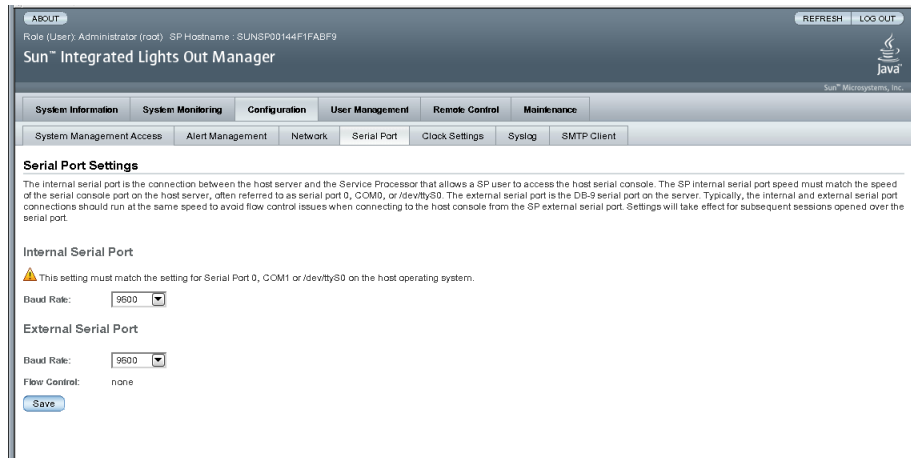 ABOUT
REFRESH LOG OUT
Role (User): Administrator (root) SP Hostname : SUNSP00144F1FABF9
Sun™ Integrated Lights Out Manager
Java™
Sun™ Microsystems, Inc.
System Information System Monitoring Configuration User Management Remote Control Maintenance
System Management Access Alert Management Network Serial Port Clock Settings Syslog SMTP Client
Serial Port Settings
The internal serial port is the connection between the host server and the Service Processor that allows a SP user to access the host serial console. The SP internal serial port speed must match the speed
of the serial console port on the host server, often referred to as serial port 0, COM0, or /dev/ttyS0. The external serial port is the DB-9 serial port on the server. Typically, the internal and external serial port
connections should run at the same speed to avoid flow control issues when connecting to the host console from the SP external serial port. Settings will take effect for subsequent sessions opened over the
serial port.
Internal Serial Port
This setting must match the setting for Serial Port 0, COM1 or /dev/ttyS0 on the host operating system.
Baud Rate: 9600
External Serial Port
Baud Rate: 9600
Flow Control: none
Save